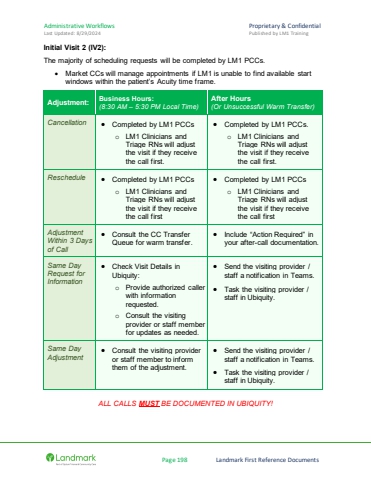 Administrative Workflows
Proprietary & Confidential
Last Updated: 8/29/2024
Published by LM1 Training
Initial Visit 2 (IV2):
The majority of scheduling requests will be completed by LM1 PCCs.
• Market CCs will manage appointments if LM1 is unable to find available start
windows within the patient's Acuity time frame.
Adjustment:
Business Hours:
(8:30 AM – 5:30 PM Local Time)
After Hours
(Or Unsuccessful Warm Transfer)
Cancellation
• Completed by LM1 PCCs
o LM1 Clinicians and
Triage RNs will adjust
the visit if they receive
the call first.
• Completed by LM1 PCCs.
o LM1 Clinicians and
Triage RNs will adjust
the visit if they receive
the call first.
Reschedule
• Completed by LM1 PCCs
o LM1 Clinicians and
Triage RNs will adjust
the visit if they receive
the call first
• Completed by LM1 PCCs
o LM1 Clinicians and
Triage RNs will adjust
the visit if they receive
the call first
Adjustment
Within 3 Days
of Call
• Consult the CC Transfer
Queue for warm transfer.
• Include "Action Required" in
your after-call documentation.
Same Day
Request for
Information
• Check Visit Details in
Ubiquity:
o Provide authorized caller
with information
requested.
o Consult the visiting
provider or staff member
for updates as needed.
• Send the visiting provider /
staff a notification in Teams.
• Task the visiting provider /
staff in Ubiquity.
Same Day
Adjustment
• Consult the visiting provider
or staff member to inform
them of the adjustment.
• Send the visiting provider /
staff a notification in Teams.
• Task the visiting provider /
staff in Ubiquity.
ALL CALLS MUST BE DOCUMENTED IN UBIQUITY!
Landmark
Page 198
Landmark First Reference Documents